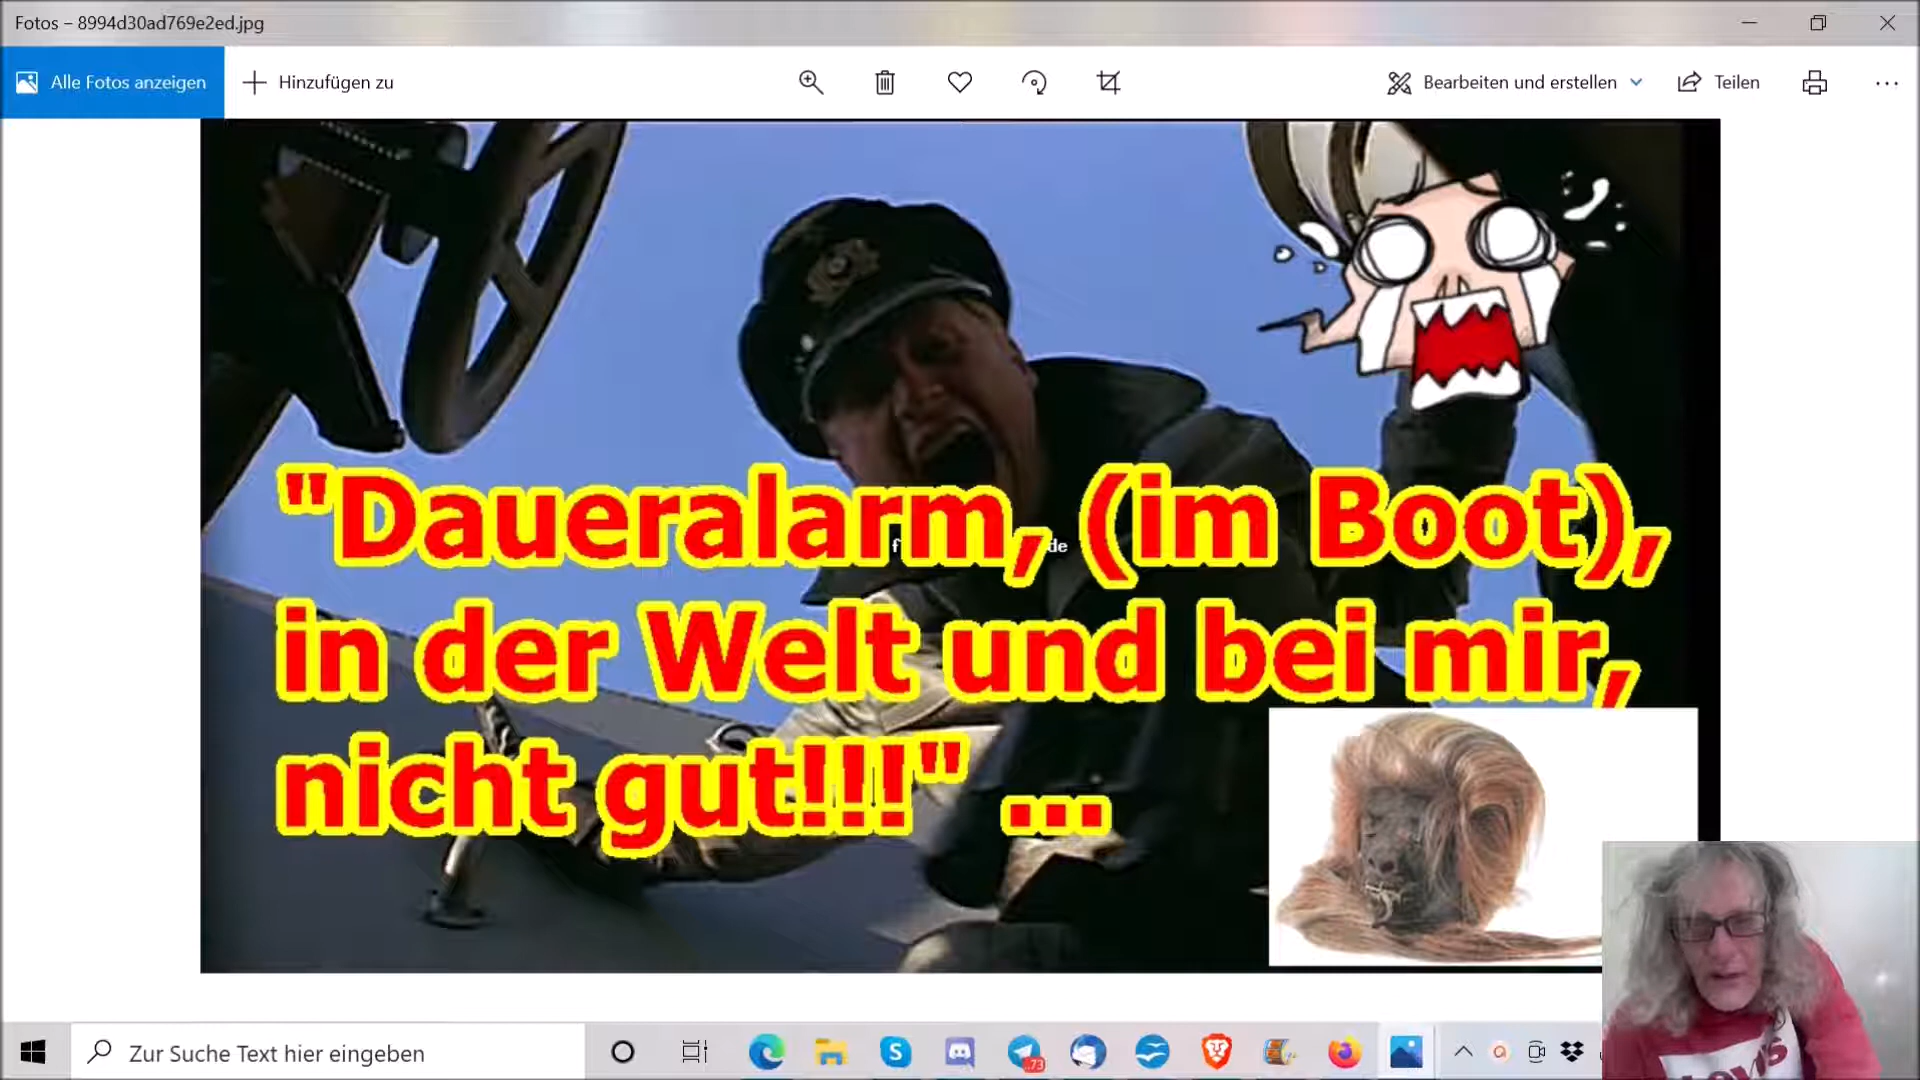 Fotos – 8994d30ad769e2ed.jpg
Alle Fotos anzeigen
Hinzufügen zu
Bearbeiten und erstellen
Teilen
"Daueralarm, (im Boot),
in der Welt und bei mir,
nicht gut!!!" ...
Zur Suche Text hier eingeben
73